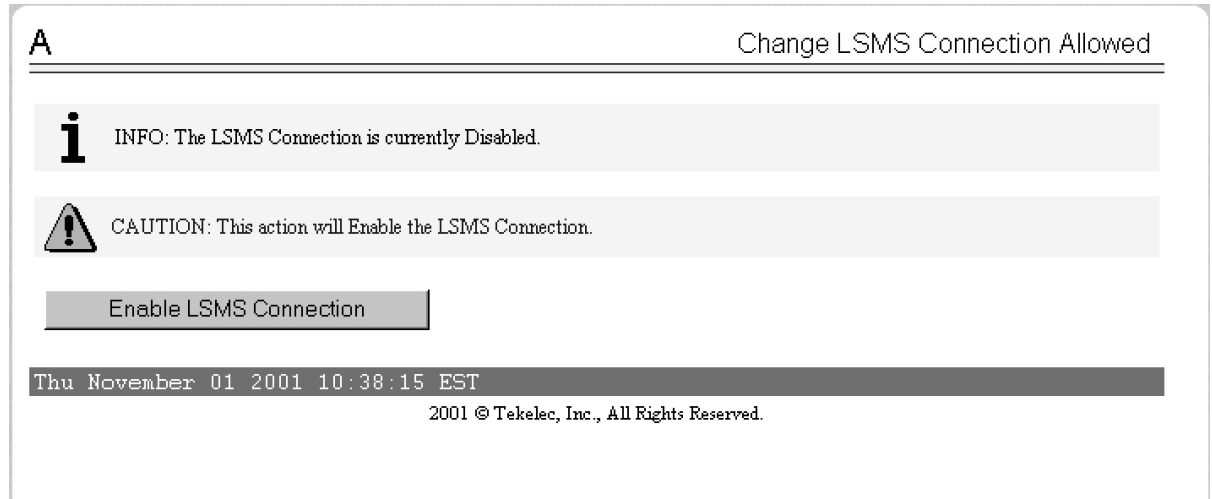 A
Change LSMS Connection Allowed
i
INFO: The LSMS Connection is currently Disabled.
!
CAUTION: This action will Enable the LSMS Connection.
Enable LSMS Connection
Thu November 01 2001 10:38:15 EST
2001 © Tekelec, Inc., All Rights Reserved.